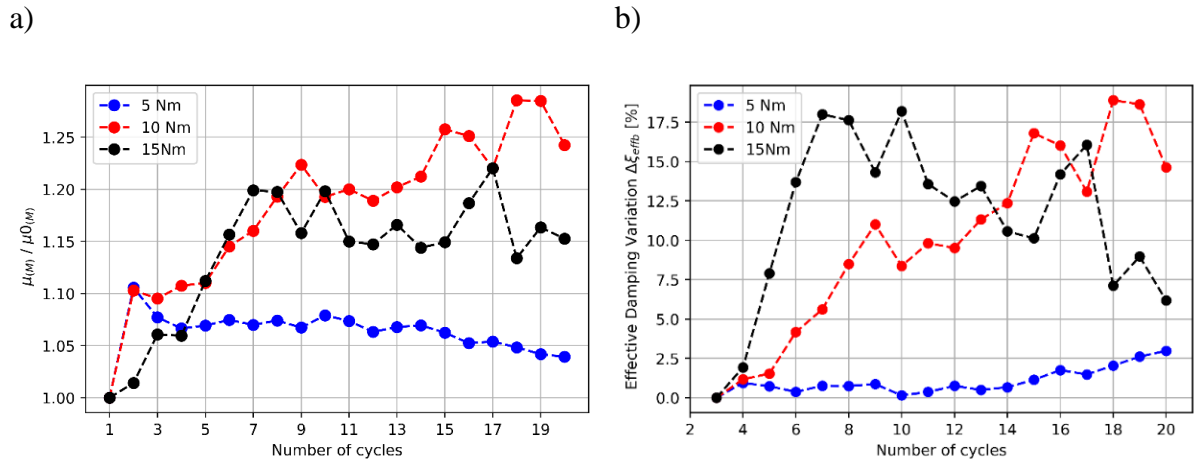 a)
b)
5 Nm
10 Nm
15Nm
1.25
1.20
1.15
1.10
1.05
1.00
μ(M) / μ0(M)
1 3 5 7 9 11 13 15 17 19
Number of cycles
5 Nm
10 Nm
15Nm
17.5
15.0
12.5
10.0
7.5
5.0
2.5
0.0
Effective Damping Variation Δξeffb [%]
2 4 6 8 10 12 14 16 18 20
Number of cycles